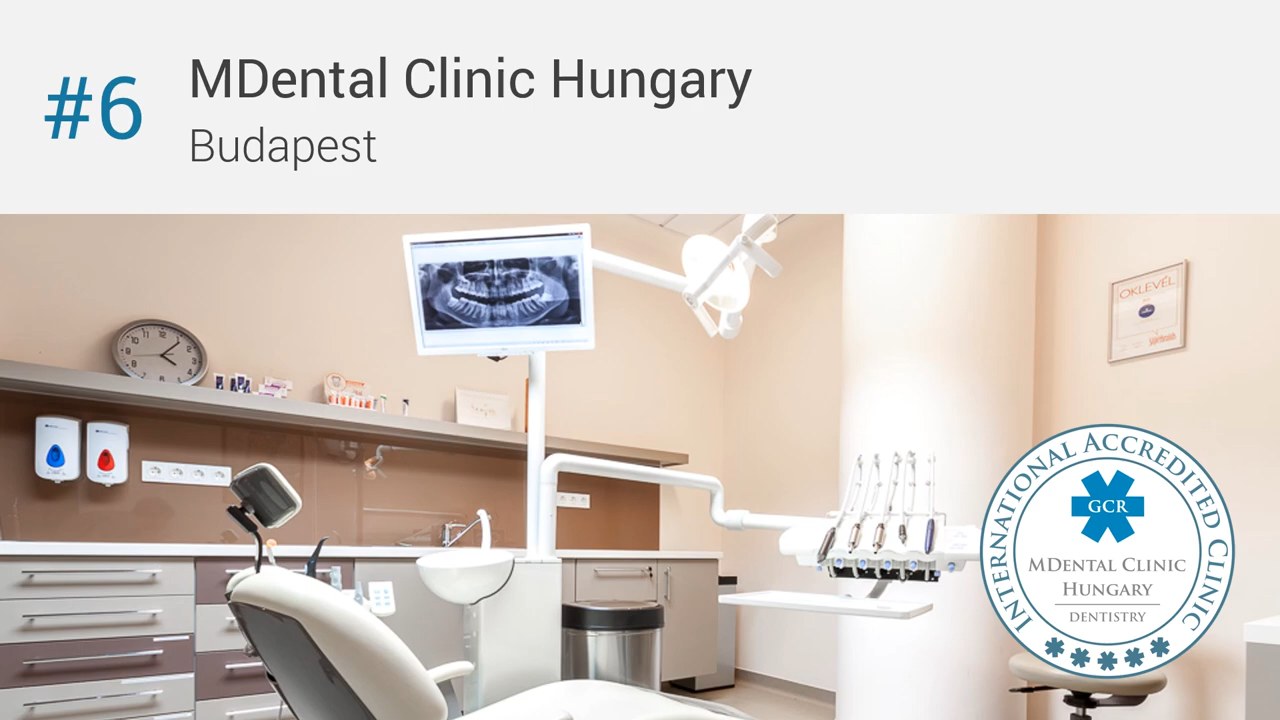 #6
MDental Clinic Hungary
Budapest
OKLEVÉL
INTERNATIONAL ACCREDITED CLINIC
GCR
MDENTAL CLINIC
HUNGARY
DENTISTRY